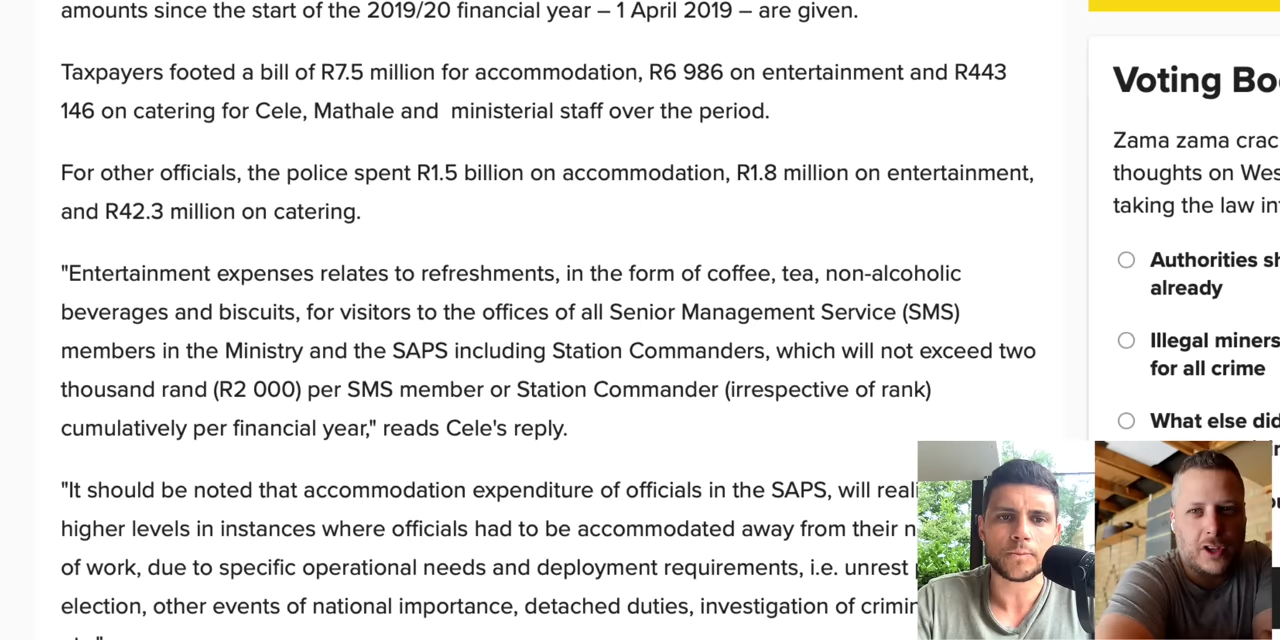 amounts since the start of the 2019/20 financial year – 1 April 2019 – are given.
Taxpayers footed a bill of R7.5 million for accommodation, R6 986 on entertainment and R443
146 on catering for Cele, Mathale and  ministerial staff over the period.
For other officials, the police spent R1.5 billion on accommodation, R1.8 million on entertainment,
and R42.3 million on catering.
"Entertainment expenses relates to refreshments, in the form of coffee, tea, non-alcoholic
beverages and biscuits, for visitors to the offices of all Senior Management Service (SMS)
members in the Ministry and the SAPS including Station Commanders, which will not exceed two
thousand rand (R2 000) per SMS member or Station Commander (irrespective of rank)
cumulatively per financial year," reads Cele's reply.
"It should be noted that accommodation expenditure of officials in the SAPS, will
higher levels in instances where officials had to be accommodated away from their
of work, due to specific operational needs and deployment requirements, i.e. unrest
election, other events of national importance, detached duties, investigation of
Voting
Zama zama
thoughts on
taking the law
Authorities
already
Illegal miners
for all crime
What else did